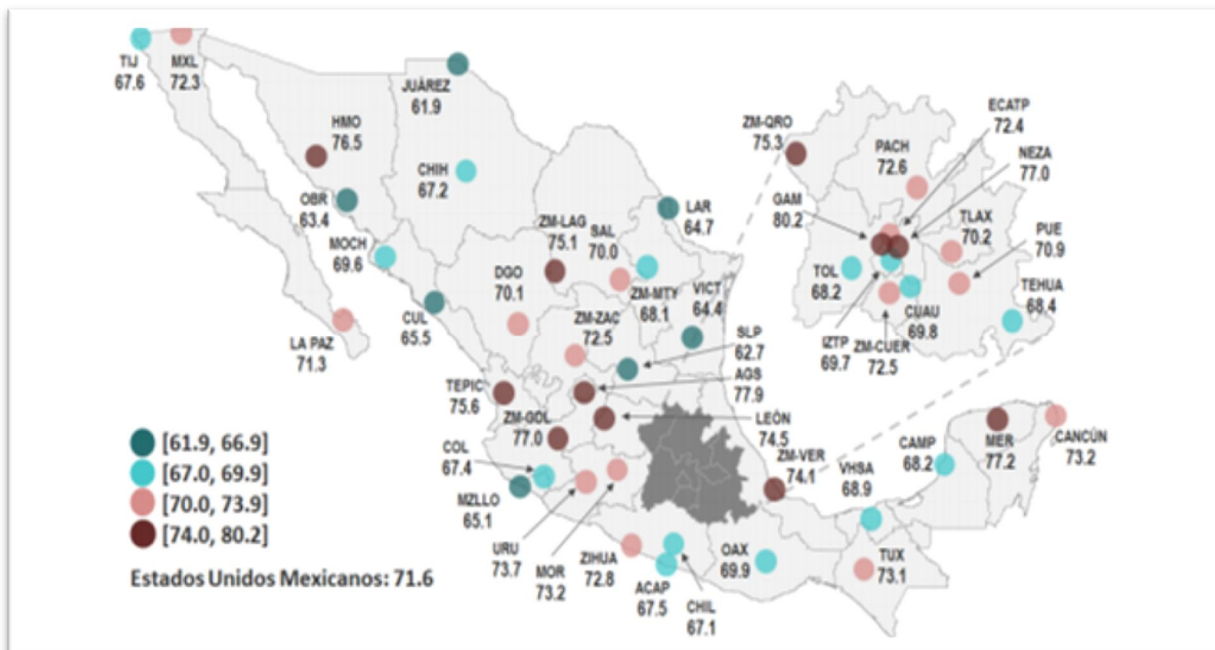 TIJ
67.6
MXL
72.3
JUÁREZ
61.9
HMO
76.5
CHIH
67.2
OBR
63.4
MOCH
69.6
LAR
64.7
ZM-LAG
75.1
SAL
70.0
DGO
70.1
ZM-MTY
68.1
VICT
64.4
CUL
65.5
LA PAZ
71.3
ZM-ZAC
72.5
SLP
62.7
AGS
77.9
TEPIC
75.6
ZM-GDL
77.0
LEÓN
74.5
COL
67.4
MZLLO
65.1
URU
73.7
MOR
73.2
ZIHUA
72.8
ACAP
67.5
CHIL
67.1
OAX
69.9
ZM-VER
74.1
VHSA
68.9
CAMP
68.2
MER
77.2
CANCÚN
73.2
TUX
73.1
ZM-QRO
75.3
PACH
72.6
ECATP
72.4
NEZA
77.0
GAM
80.2
TLAX
70.2
PUE
70.9
TOL
68.2
CUAU
69.8
TEHUA
68.4
IZTP
69.7
ZM-CUER
72.5
[61.9, 66.9]
[67.0, 69.9]
[70.0, 73.9]
[74.0, 80.2]
Estados Unidos Mexicanos: 71.6